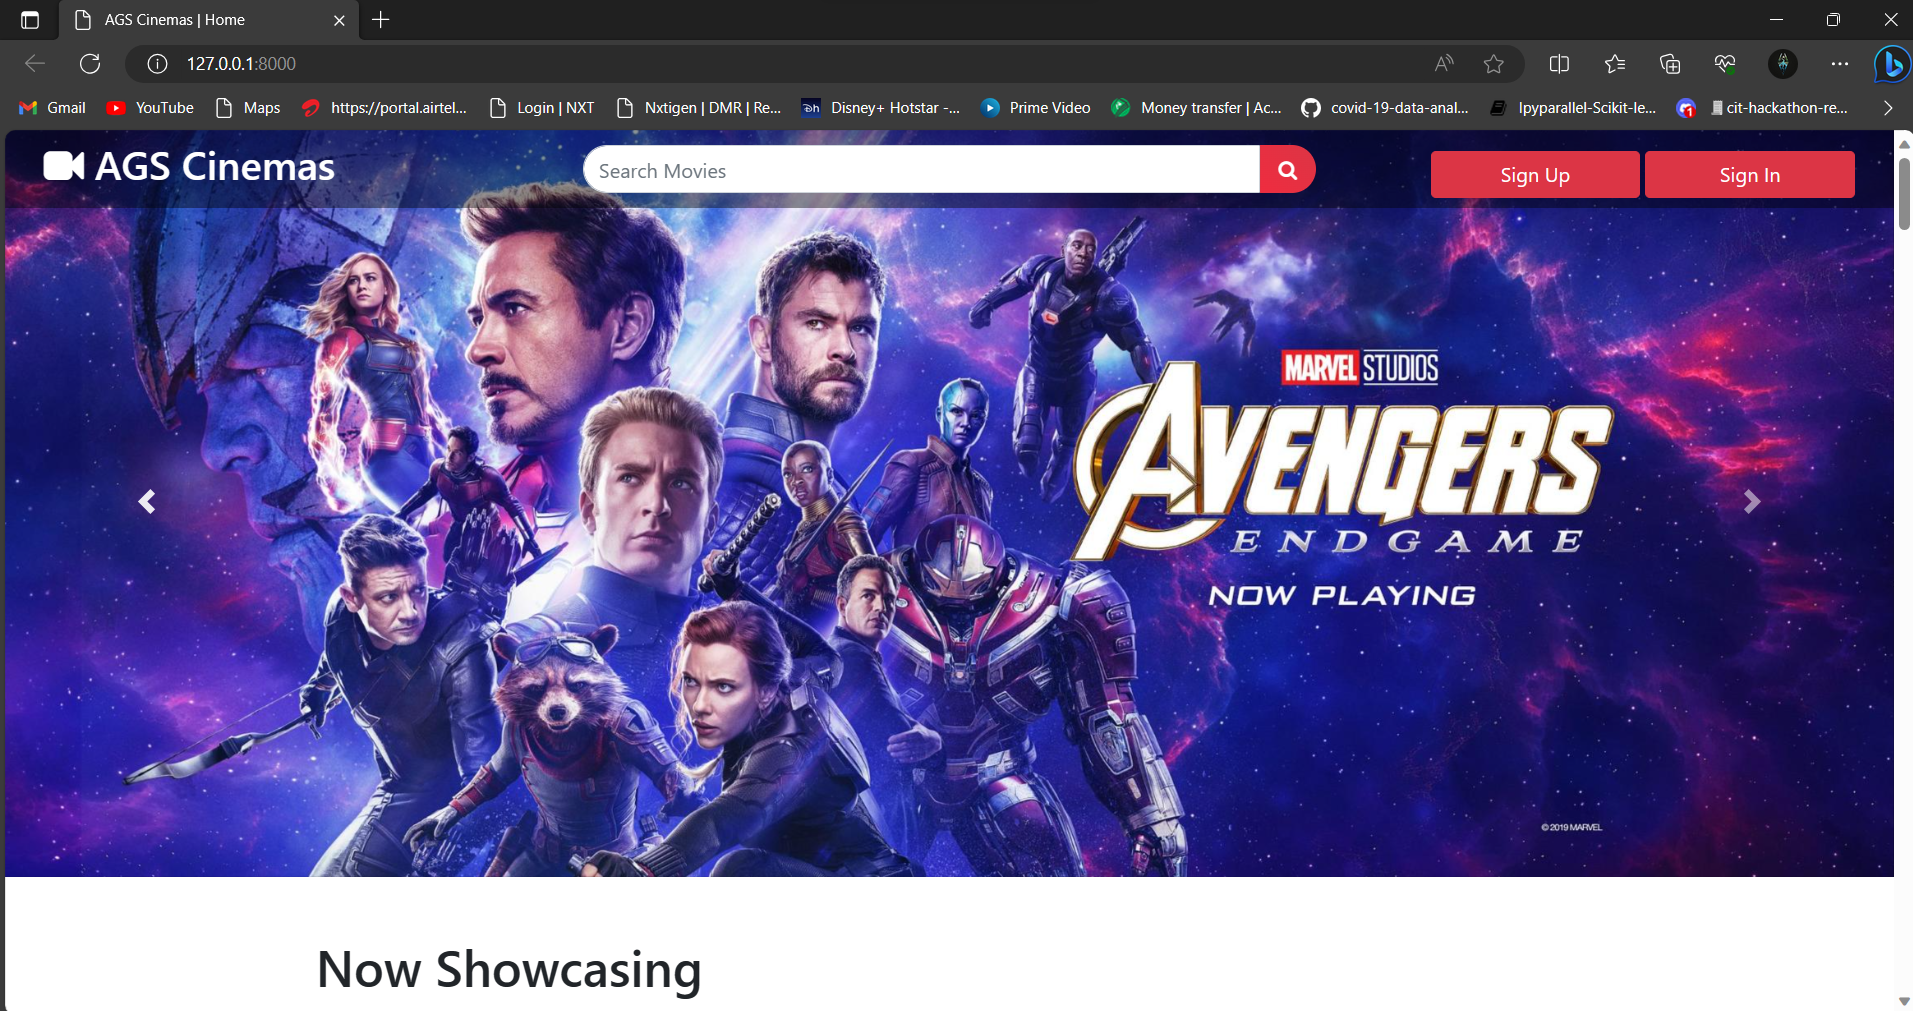 AGS Cinemas | Home
127.0.0.1:8000
Gmail
YouTube
Maps
https://portal.airtel...
Login | NXT
Nxtigen | DMR | Re...
Disney+ Hotstar -...
Prime Video
Money transfer | Ac...
covid-19-data-anal...
Ipyparallel-Scikit-le...
cit-hackathon-re...
AGS Cinemas
Search Movies
Sign Up
Sign In
MARVEL STUDIOS
AVENGERS
ENDGAME
NOW PLAYING
© 2019 MARVEL
Now Showcasing